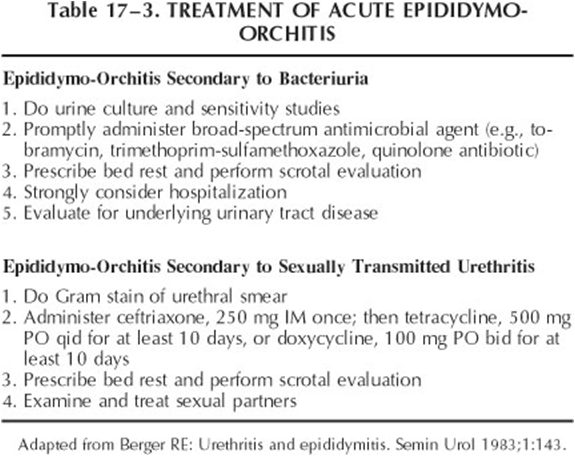 Table 17–3. TREATMENT OF ACUTE EPIDIDYMO-
ORCHITIS
Epididymo-Orchitis Secondary to Bacteriuria
1. Do urine culture and sensitivity studies
2. Promptly administer broad-spectrum antimicrobial agent (e.g., to-
bramycin, trimethoprim-sulfamethoxazole, quinolone antibiotic)
3. Prescribe bed rest and perform scrotal evaluation
4. Strongly consider hospitalization
5. Evaluate for underlying urinary tract disease
Epididymo-Orchitis Secondary to Sexually Transmitted Urethritis
1. Do Gram stain of urethral smear
2. Administer ceftriaxone, 250 mg IM once; then tetracycline, 500 mg
PO qid for at least 10 days, or doxycycline, 100 mg PO bid for at
least 10 days
3. Prescribe bed rest and perform scrotal evaluation
4. Examine and treat sexual partners
Adapted from Berger RE: Urethritis and epididymitis. Semin Urol 1983;1:143.